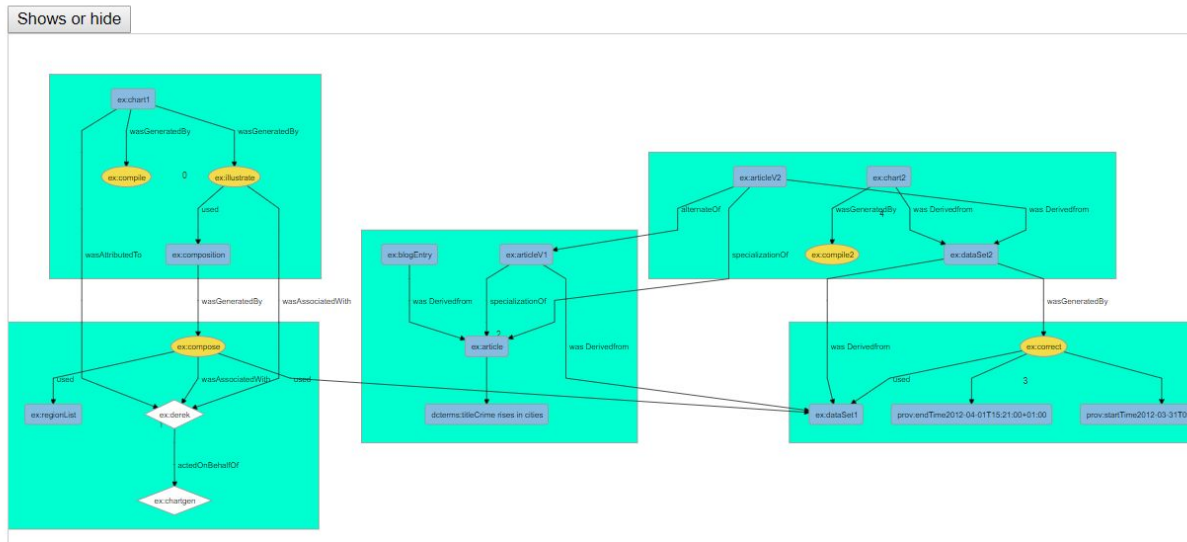 Shows or hide
ex:chart1
wasGeneratedBy
wasGeneratedBy
ex:compile
0
ex:illustrate
used
wasAttributedTo
ex:composition
wasGeneratedBy
wasAssociatedWith
ex:compose
used
wasAssociatedWith
used
ex:regionList
ex:derek
1
actedOnBehalfOf
ex:chartgen
ex:blogEntry
ex:articleV1
was Derivedfrom
specializationOf
2
ex:article
was Derivedfrom
dcterms:titleCrime rises in cities
ex:articleV2
ex:chart2
alternateOf
wasGeneratedBy
4
was Derivedfrom
was Derivedfrom
specializationOf
ex:compile2
ex:dataSet2
wasGeneratedBy
was Derivedfrom
ex:correct
used
3
ex:dataSet1
prov:endTime2012-04-01T15:21:00+01:00
prov:startTime2012-03-31T0